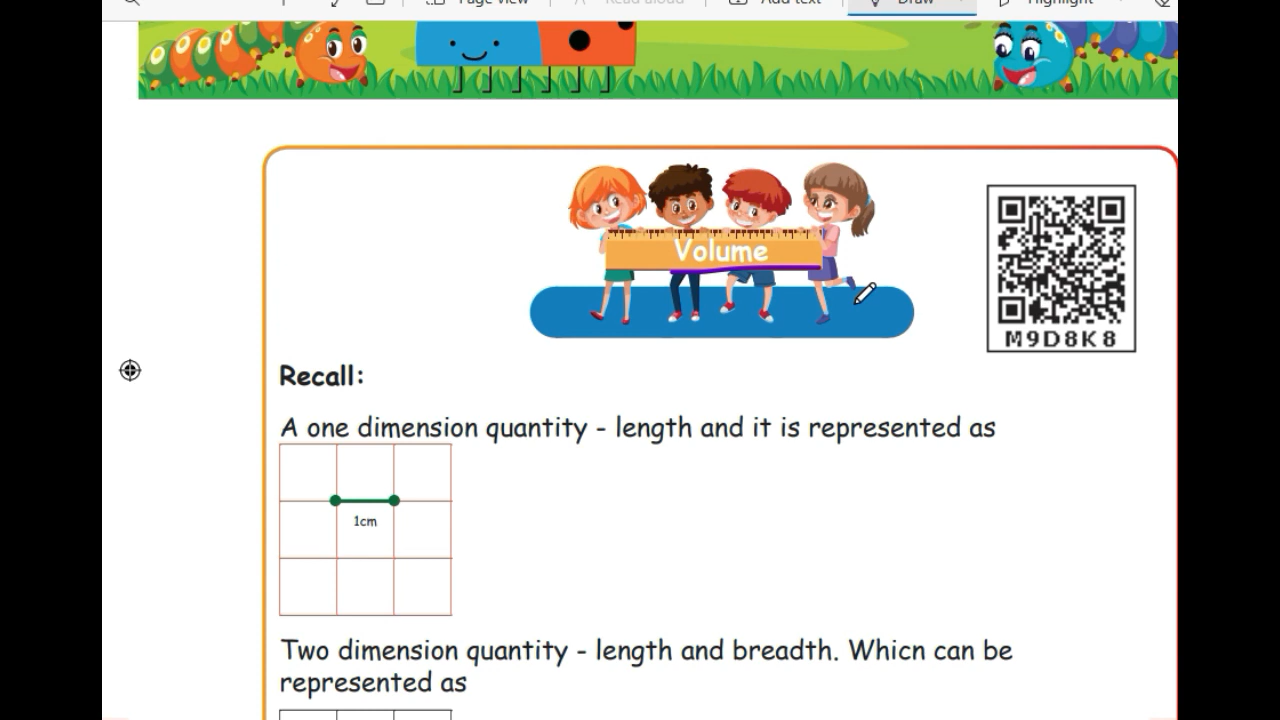 Page view
Read aloud
Add text
Draw
Highlight
Volume
M9D8K8
Recall:
A one dimension quantity - length and it is represented as
1cm
Two dimension quantity - length and breadth. Whicn can be
represented as